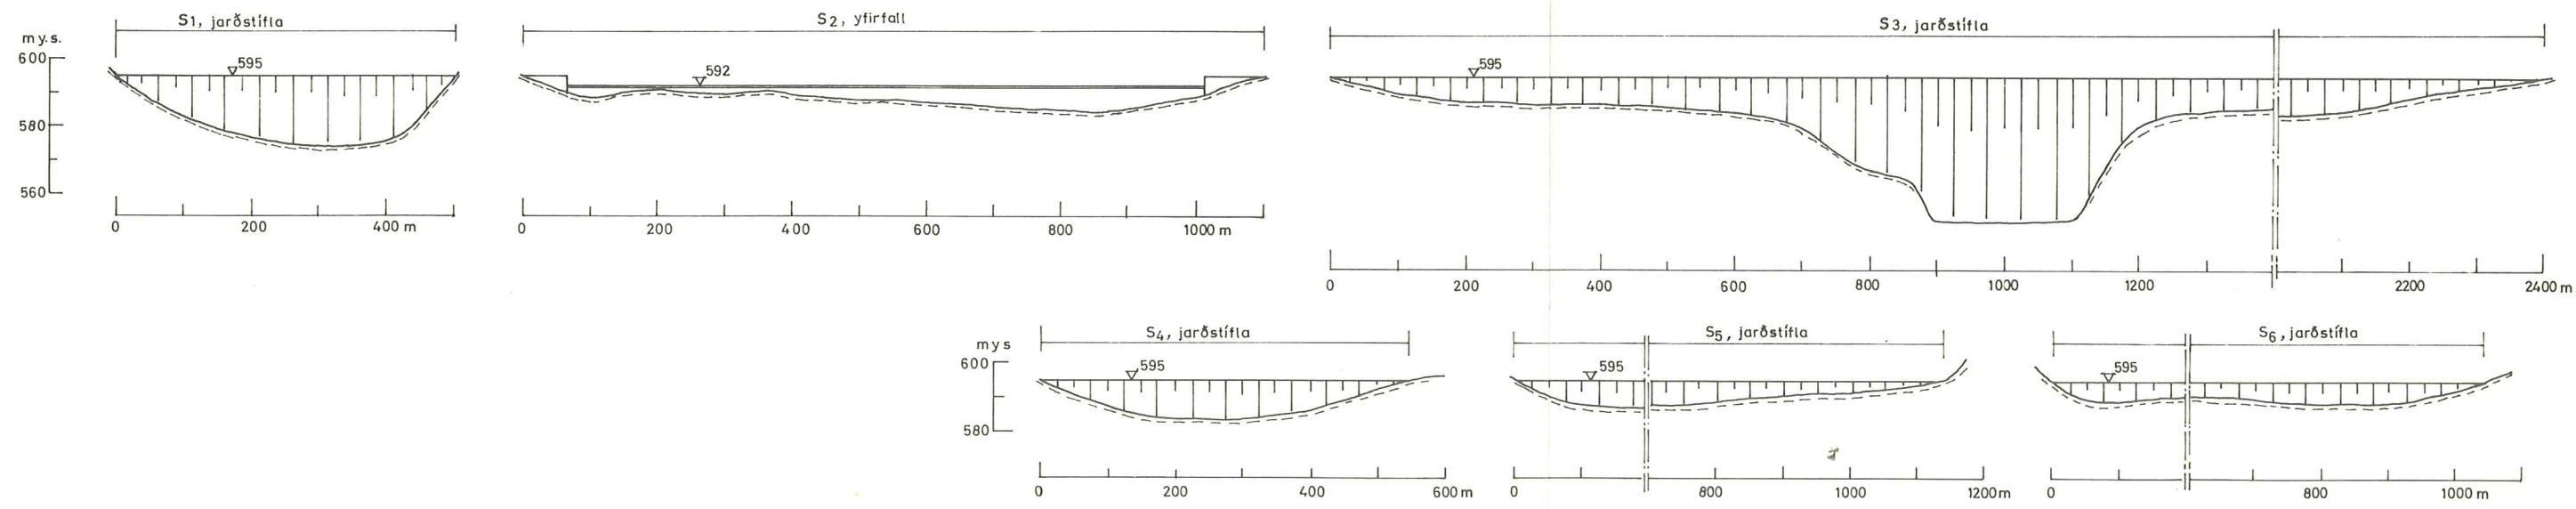 S1, jarðstífla
m y. s.
600
580
560
595
0 200 400 m
S2, yfirfall
592
0 200 400 600 800 1000 m
S3, jarðstífla
595
0 200 400 600 800 1000 1200 2200 2400 m
S4, jarðstífla
m y s
600
580
595
0 200 400 600 m
S5, jarðstífla
595
0 800 1000 1200 m
S6, jarðstífla
595
0 800 1000 m